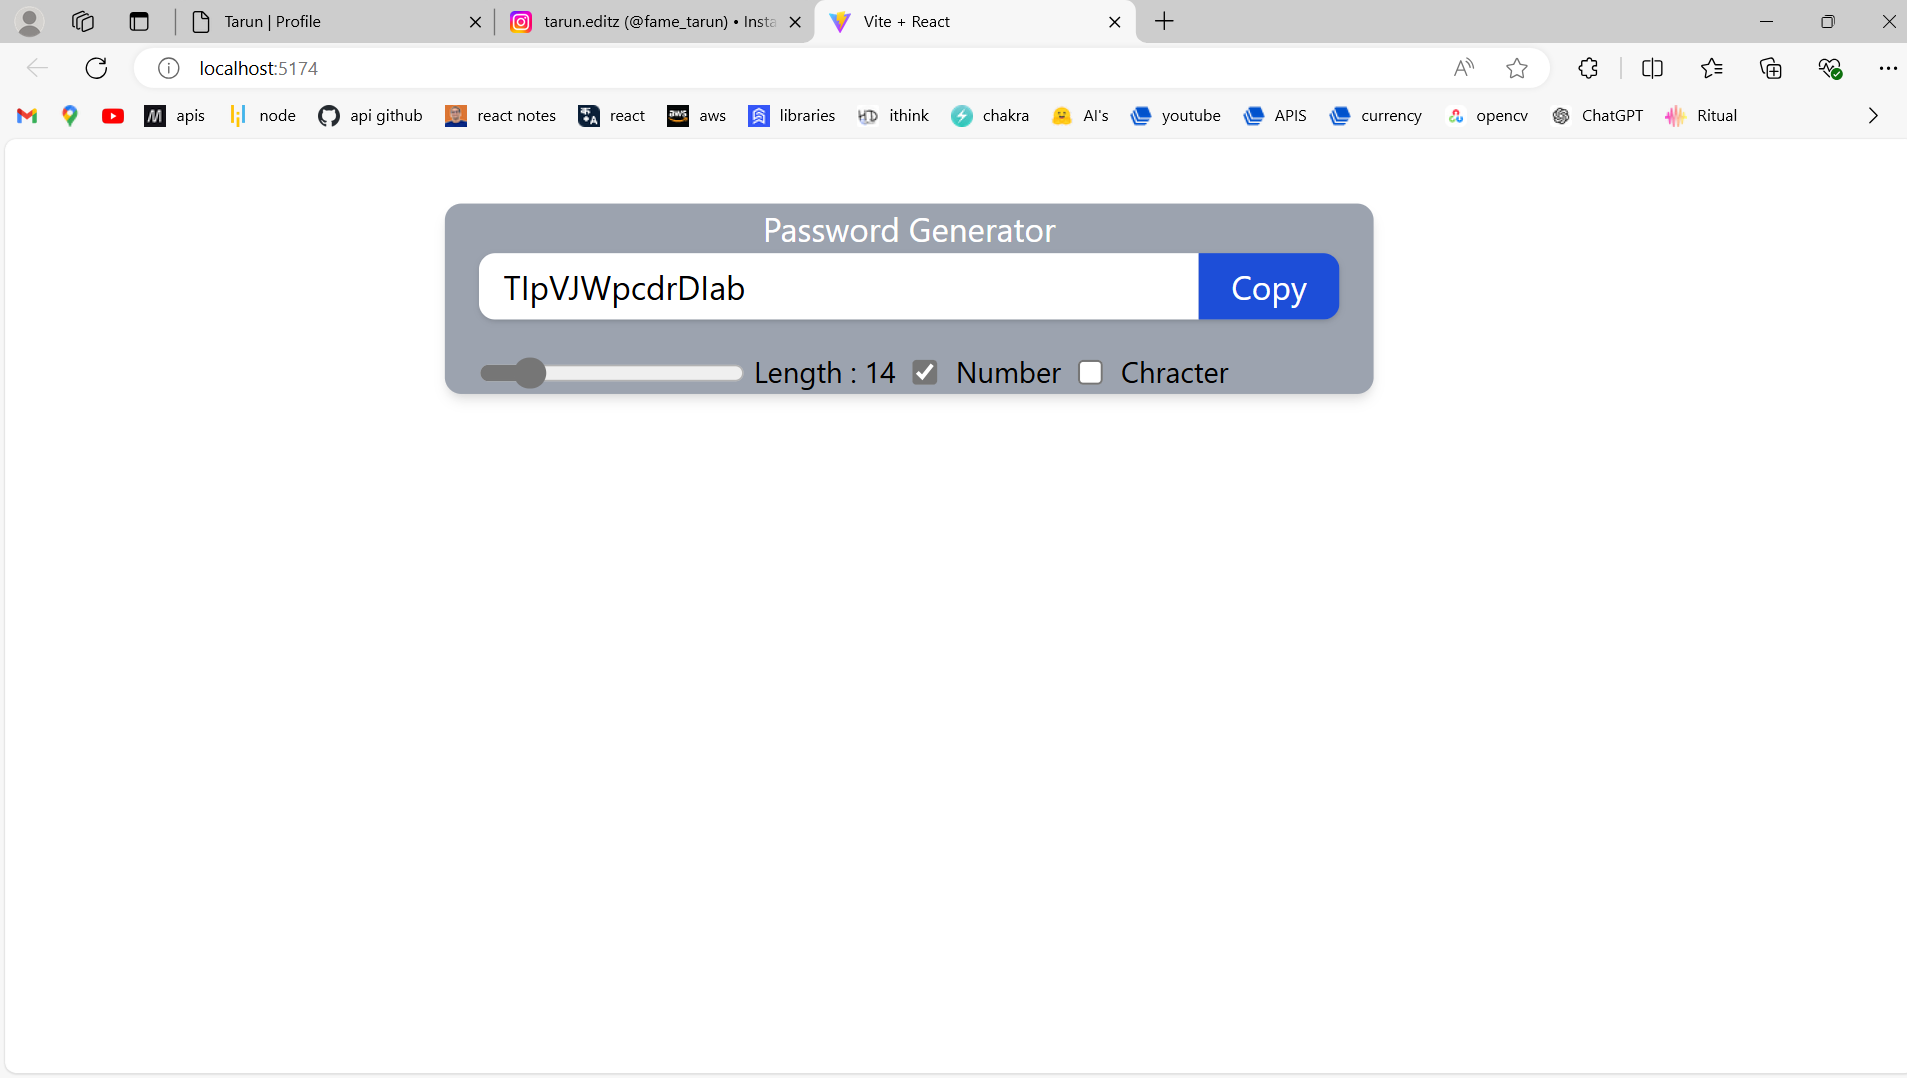 Tarun | Profile
tarun.editz (@fame_tarun) • Insta
Vite + React
localhost:5174
apis
node
api github
react notes
react
aws
libraries
ithink
chakra
AI's
youtube
APIS
currency
opencv
ChatGPT
Ritual
Password Generator
TIpVJWpcdrDIab
Copy
Length : 14
Number
Chracter